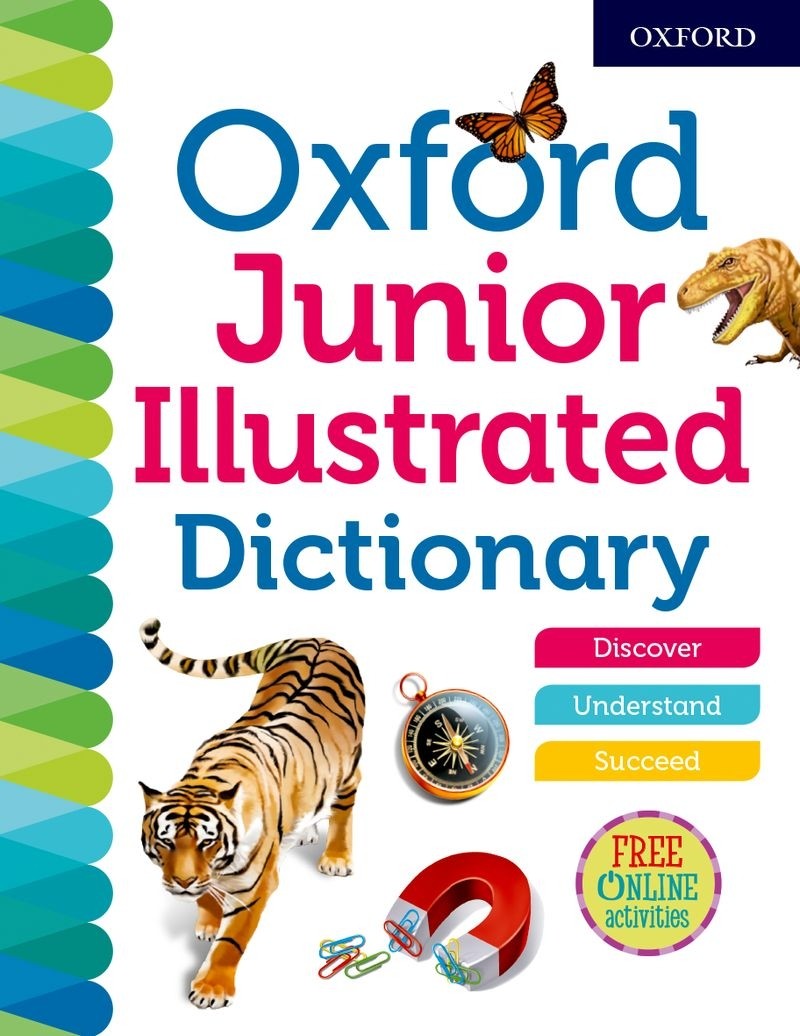 OXFORD
Oxford
Junior
Illustrated
Dictionary
Discover
Understand
Succeed
FREE
ONLINE
activities